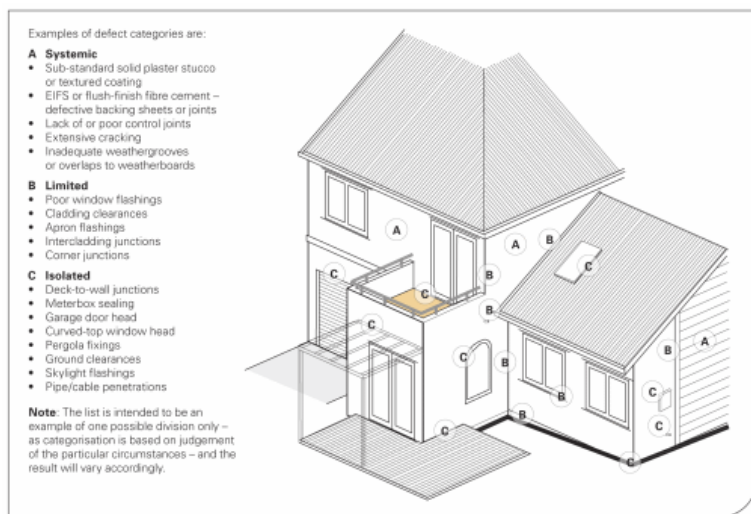 Examples of defect categories are:
A Systemic
• Sub-standard solid plaster stucco
or textured coating
• EIFS or flush-finish fibre cement –
defective backing sheets or joints
• Lack of or poor control joints
• Extensive cracking
• Inadequate weathergrooves
or overlaps to weatherboards
B Limited
• Poor window flashings
• Cladding clearances
• Apron flashings
• Intercladding junctions
• Corner junctions
C Isolated
• Deck-to-wall junctions
• Meterbox sealing
• Garage door head
• Curved-top window head
• Pergola fixings
• Ground clearances
• Skylight flashings
• Pipe/cable penetrations
Note: The list is intended to be an
example of one possible division only –
as categorisation is based on judgement
of the particular circumstances – and the
result will vary accordingly.
A
A
B
C
B
C
C
B
C
C
B
B
B
A
B
C
C
C
C